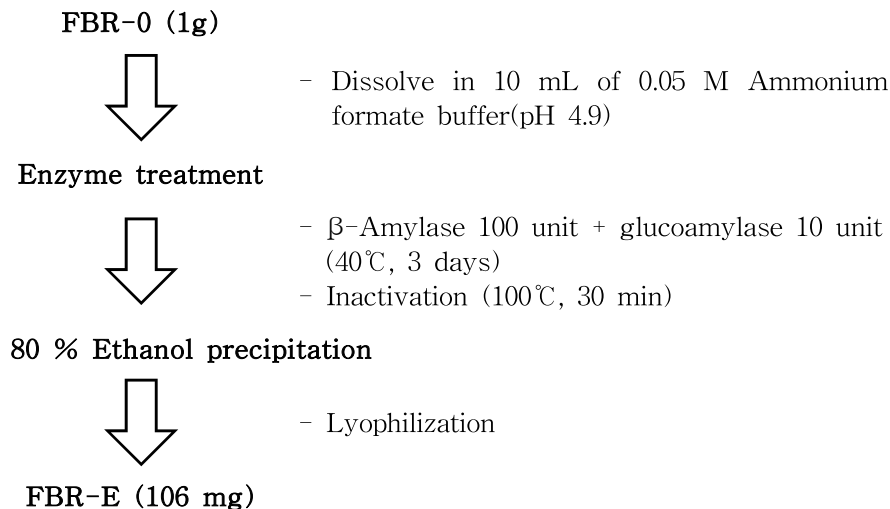 FBR-0 (1g)
- Dissolve in 10 mL of 0.05 M Ammonium
formate buffer(pH 4.9)
Enzyme treatment
- β-Amylase 100 unit + glucoamylase 10 unit
(40℃, 3 days)
- Inactivation (100℃, 30 min)
80 % Ethanol precipitation
- Lyophilization
FBR-E (106 mg)